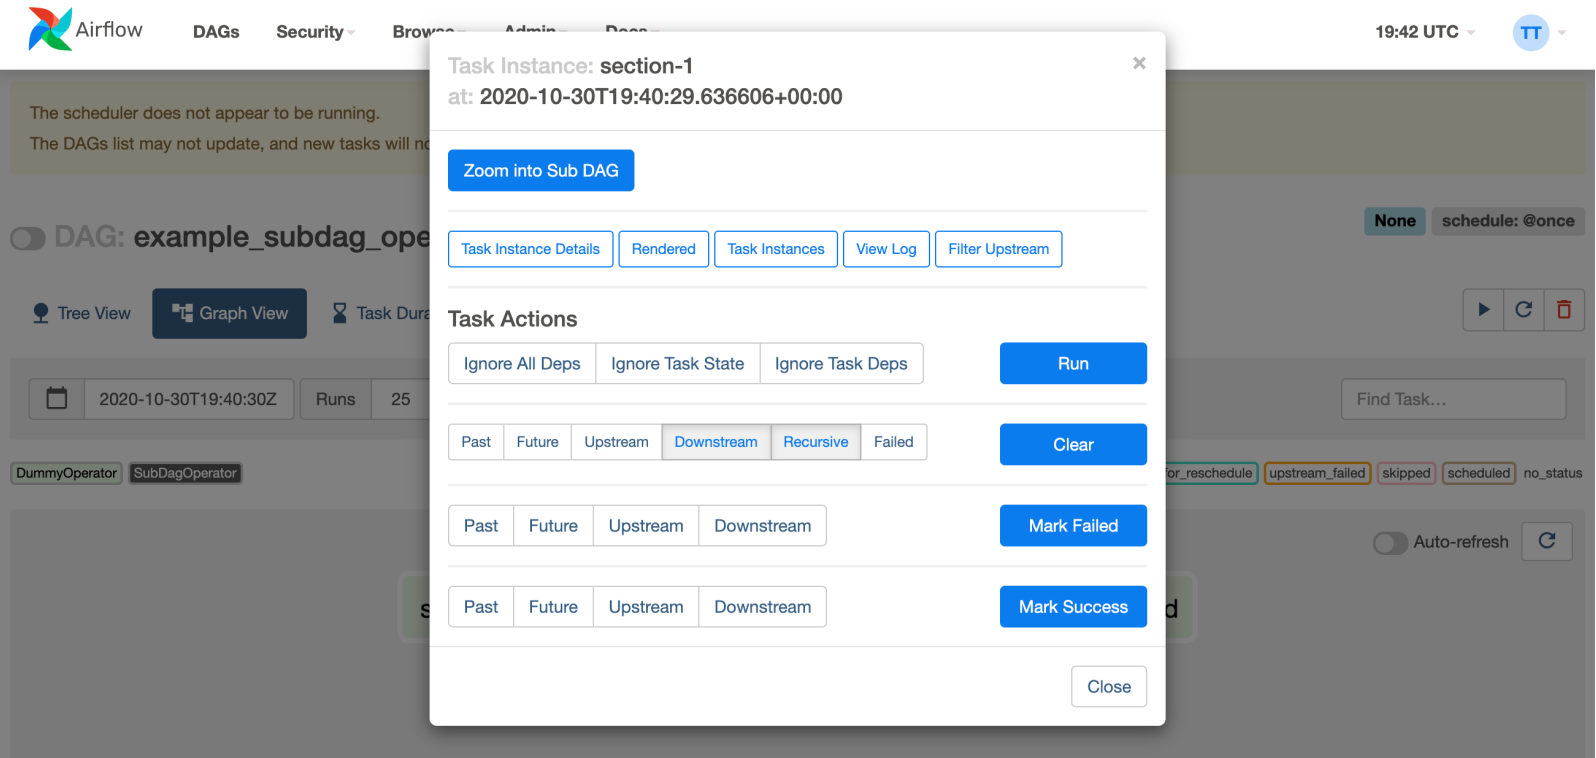 Airflow
DAGs
Security
Browse
Admin
Docs
19:42 UTC
TT
Task Instance: section-1
at: 2020-10-30T19:40:29.636606+00:00
×
The scheduler does not appear to be running.
The DAGs list may not update, and new tasks will
Zoom into Sub DAG
None
schedule: @once
DAG: example_subdag_ope
Task Instance Details
Rendered
Task Instances
View Log
Filter Upstream
Tree View
Graph View
Task Dura
Task Actions
Ignore All Deps
Ignore Task State
Ignore Task Deps
Run
2020-10-30T19:40:30Z
Runs
25
Find Task…
Past
Future
Upstream
Downstream
Recursive
Failed
Clear
DummyOperator
SubDagOperator
for_reschedule
upstream_failed
skipped
scheduled
no_status
Past
Future
Upstream
Downstream
Mark Failed
Auto-refresh
Past
Future
Upstream
Downstream
Mark Success
Close